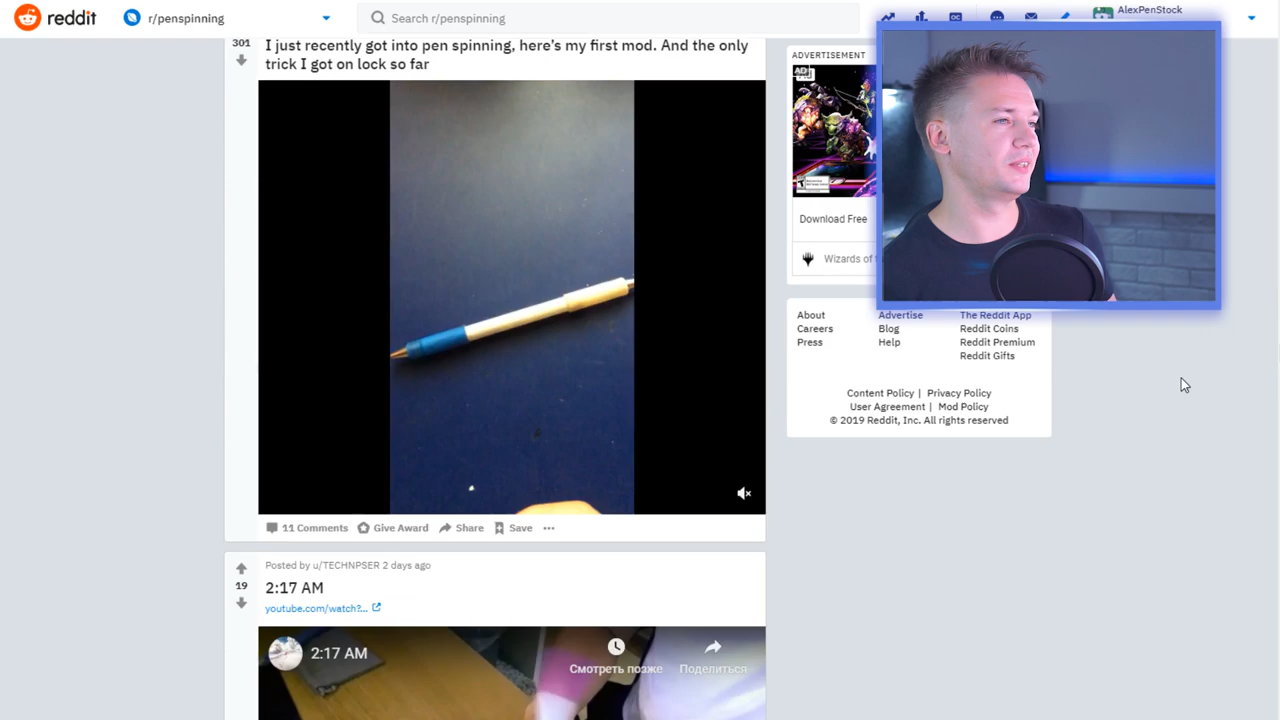 reddit
r/penspinning
Search r/penspinning
AlexPenStock
301
I just recently got into pen spinning, here's my first mod. And the only
trick I got on lock so far
ADVERTISEMENT
AD
Download Free
Wizards of
About
Advertise
The Reddit App
Careers
Blog
Reddit Coins
Press
Help
Reddit Premium
Reddit Gifts
Content Policy | Privacy Policy
User Agreement | Mod Policy
© 2019 Reddit, Inc. All rights reserved
11 Comments
Give Award
Share
Save
Posted by u/TECHNPSER 2 days ago
19
2:17 AM
youtube.com/watch?...
2:17 AM
Смотреть позже
Поделиться